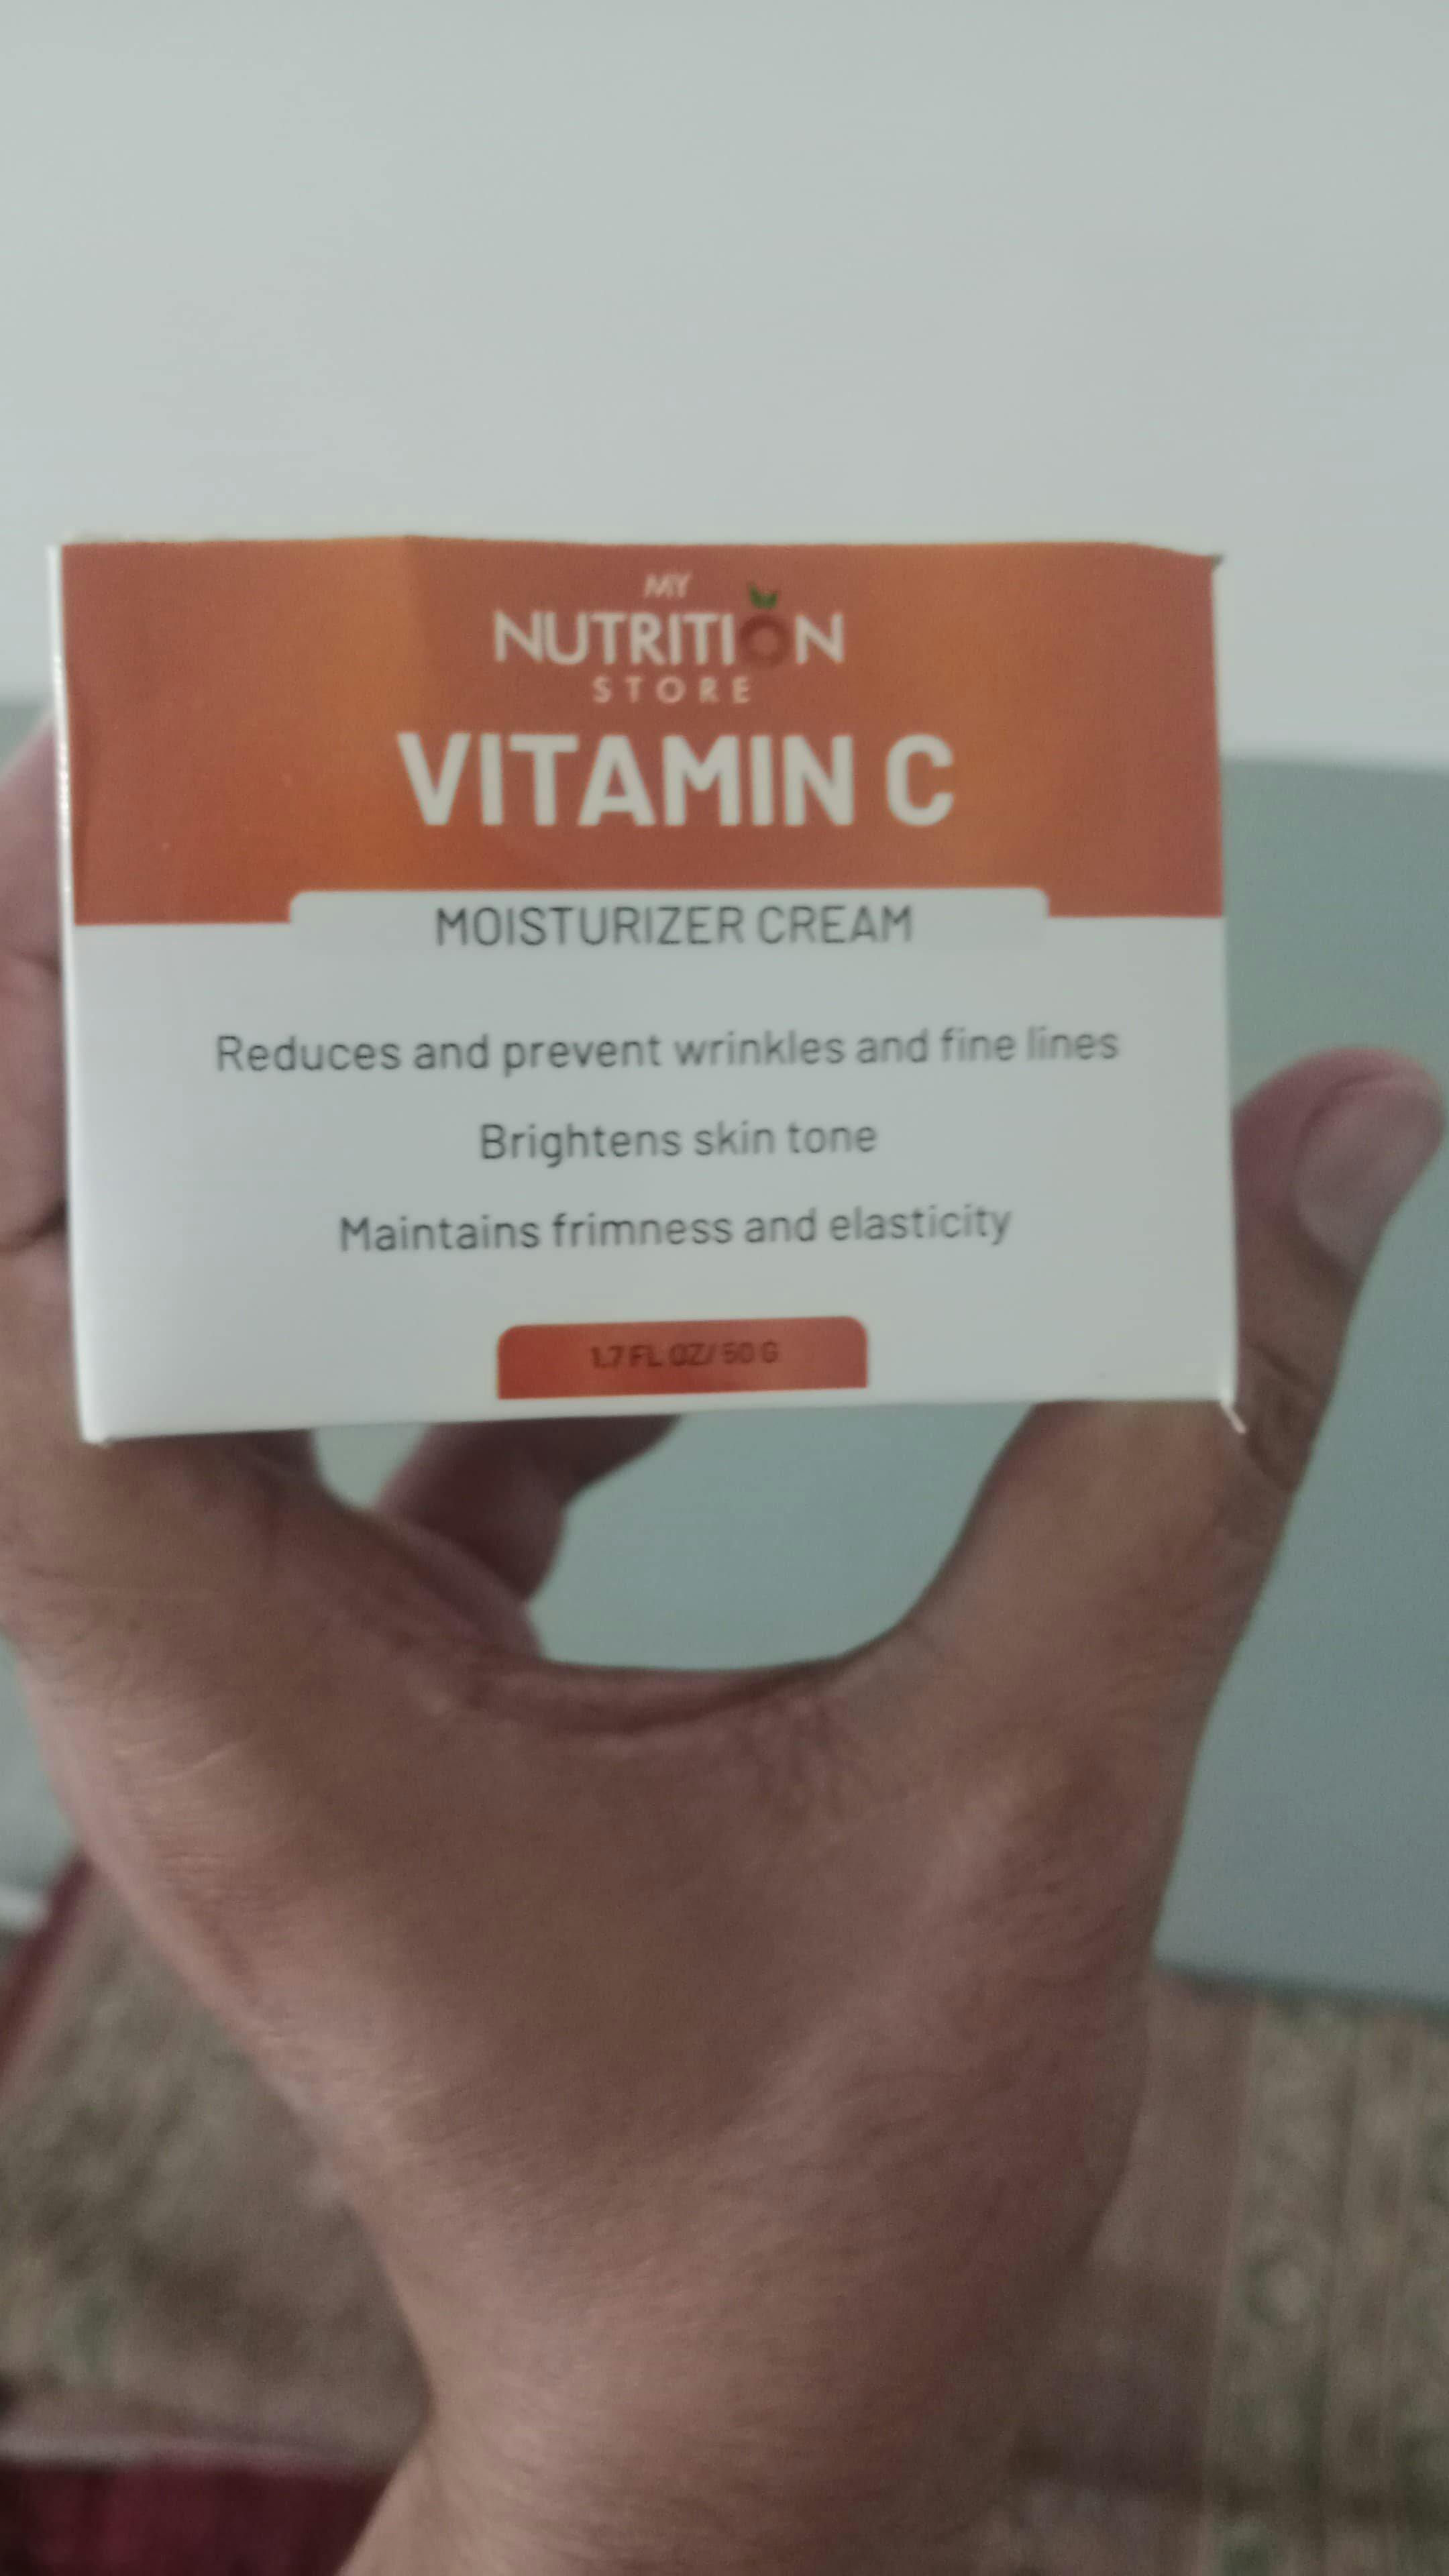 MY
NUTRITION
STORE
VITAMIN C
MOISTURIZER CREAM
Reduces and prevent wrinkles and fine lines
Brightens skin tone
Maintains frimness and elasticity
1.7 FL OZ/ 50 G